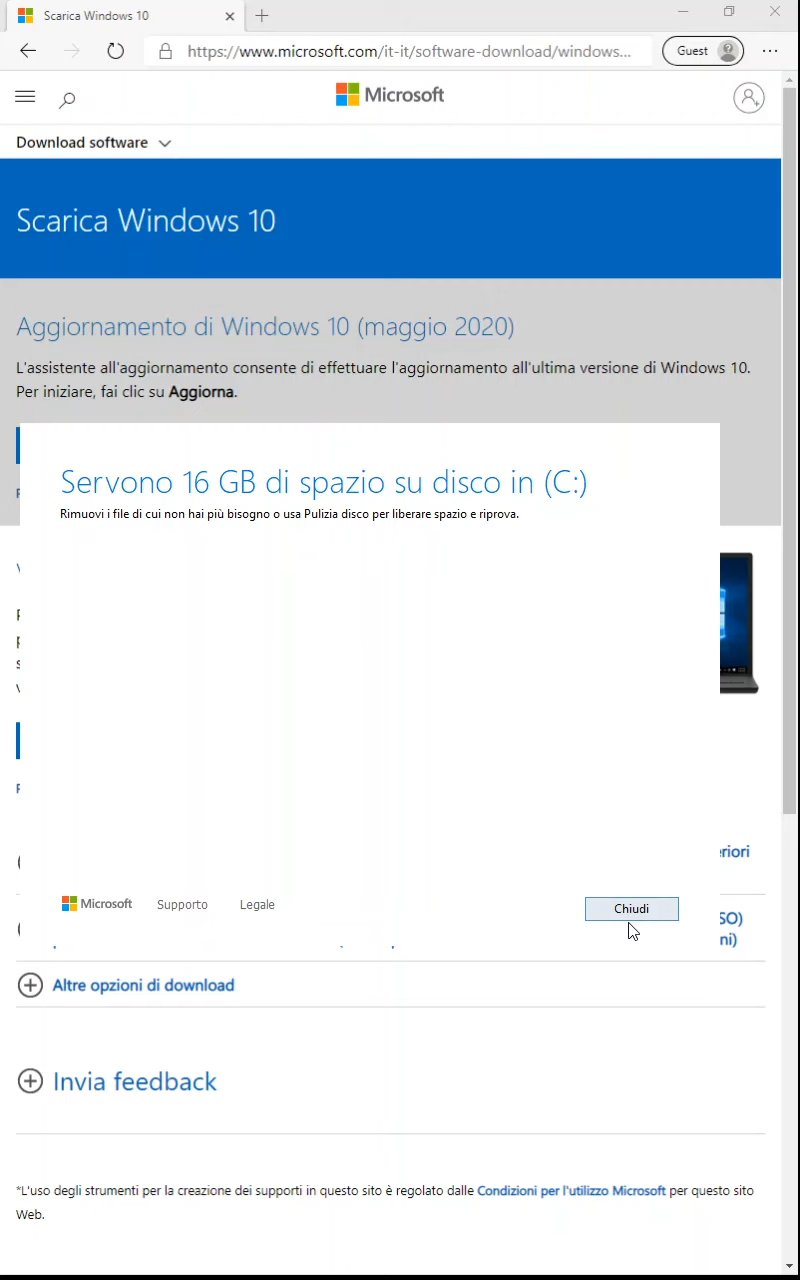 Scarica Windows 10
https://www.microsoft.com/it-it/software-download/windows...
Guest
Microsoft
Download software
Scarica Windows 10
Aggiornamento di Windows 10 (maggio 2020)
L'assistente all'aggiornamento consente di effettuare l'aggiornamento all'ultima versione di Windows 10.
Per iniziare, fai clic su Aggiorna.
Servono 16 GB di spazio su disco in (C:)
Rimuovi i file di cui non hai più bisogno o usa Pulizia disco per liberare spazio e riprova.
Microsoft
Supporto
Legale
Chiudi
Altre opzioni di download
Invia feedback
*L'uso degli strumenti per la creazione dei supporti in questo sito è regolato dalle Condizioni per l'utilizzo Microsoft per questo sito
Web.